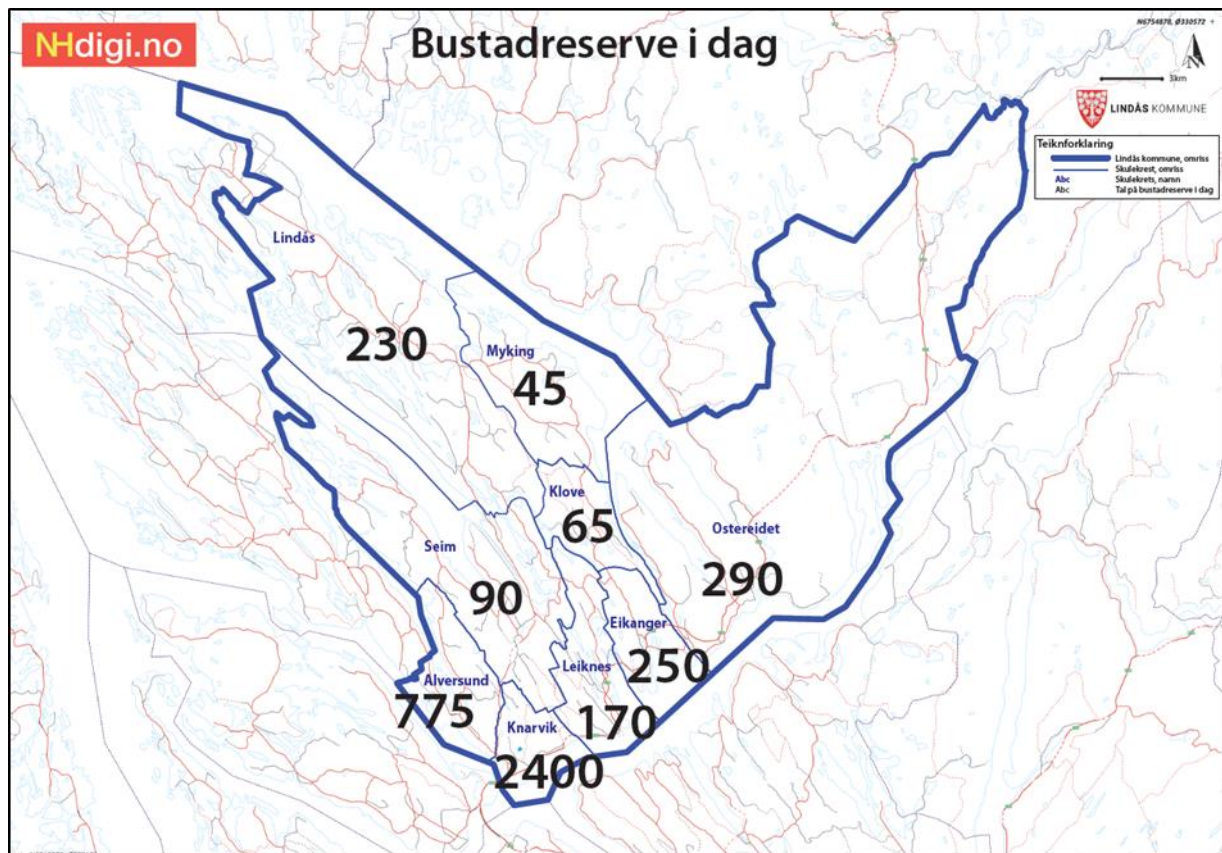 NHdigi.no
Bustadreserve i dag
N6754878, Ø330572
N
3km
LINDÅS KOMMUNE
Teiknforklaring
Lindås kommune, omriss
Skulekrest, omriss
Abc Skulekrets, namn
Abc Tal på bustadreserve i dag
Lindås
230
Myking
45
Kløve
65
Ostereidet
290
Seim
90
Eikanger
250
Leiknes
170
Alversund
775
Knarvik
2400